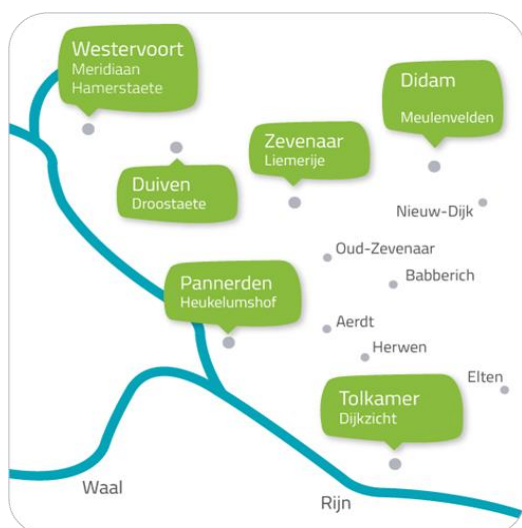 Westervoort
Meridiaan
Hamerstaete
Didam
Meulenvelden
Zevenaar
Liemerije
Duiven
Droostaete
Nieuw-Dijk
Oud-Zevenaar
Babberich
Pannerden
Heukelumshof
Aerdt
Herwen
Elten
Tolkamer
Dijkzicht
Waal
Rijn